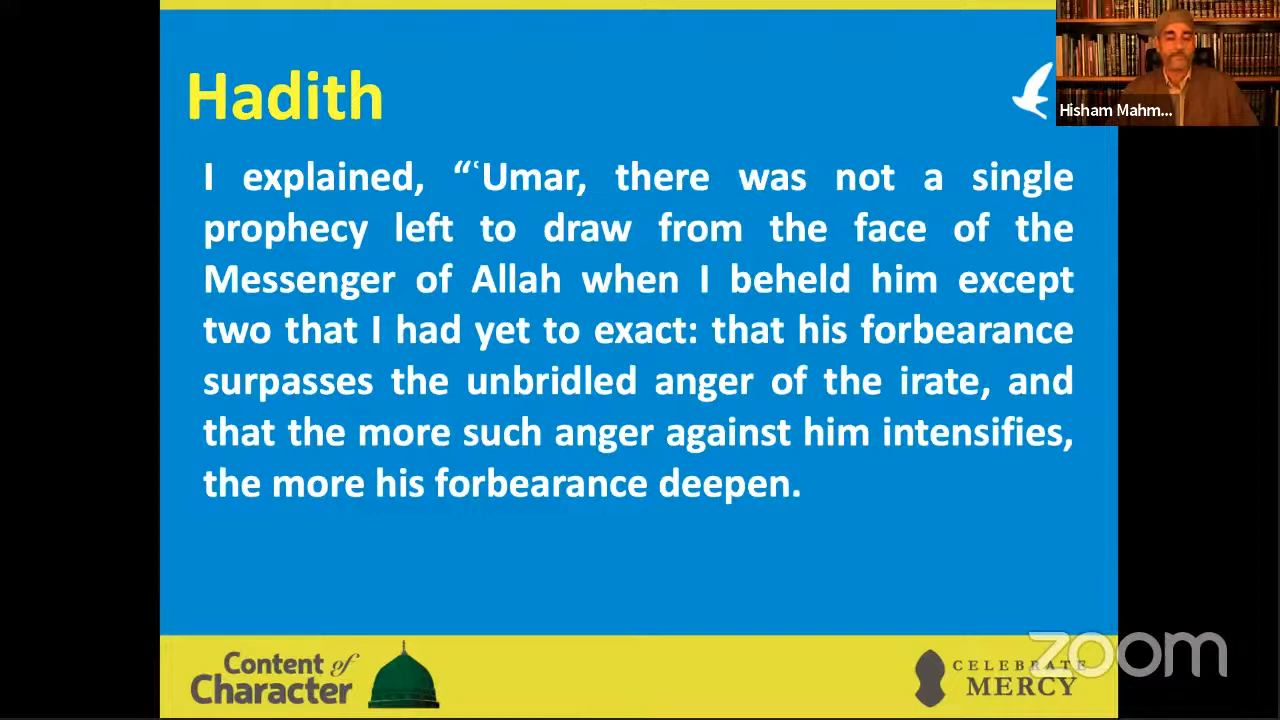 Hadith
Hisham Mahm...
I explained, “ʿUmar, there was not a single
prophecy left to draw from the face of the
Messenger of Allah when I beheld him except
two that I had yet to exact: that his forbearance
surpasses the unbridled anger of the irate, and
that the more such anger against him intensifies,
the more his forbearance deepen.
Content of
Character
CELEBRATE
MERCY
zoom